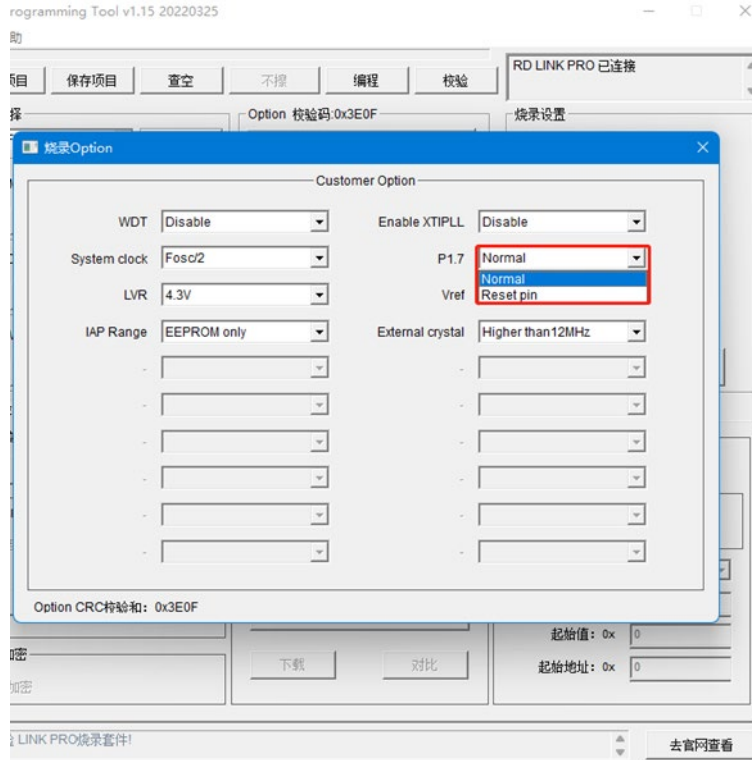 rogramming Tool v1.15 20220325
助
项目 保存项目 查空 不擦 编程 校验
RD LINK PRO 已连接
择
Option 校验码:0x3E0F
烧录设置
烧录Option
Customer Option
WDT Disable Enable XTIPLL Disable
System clock Fosc/2 P1.7 Normal
Normal
LVR 4.3V Vref Reset pin
IAP Range EEPROM only External crystal Higher than12MHz
- -
- -
- -
- -
- -
- -
Option CRC校验和: 0x3E0F
起始值: 0x 0
加密
下载 对比 起始地址: 0x 0
加密
LINK PRO烧录套件!
去官网查看